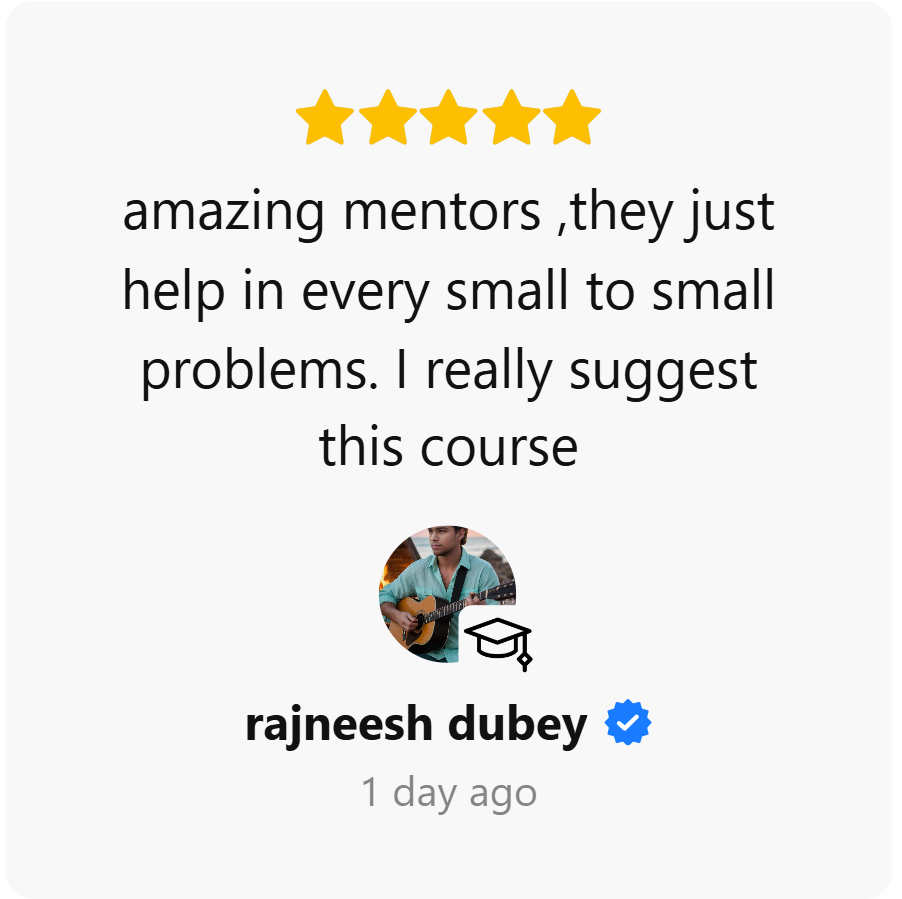 amazing mentors ,they just
help in every small to small
problems. I really suggest
this course
rajneesh dubey
1 day ago